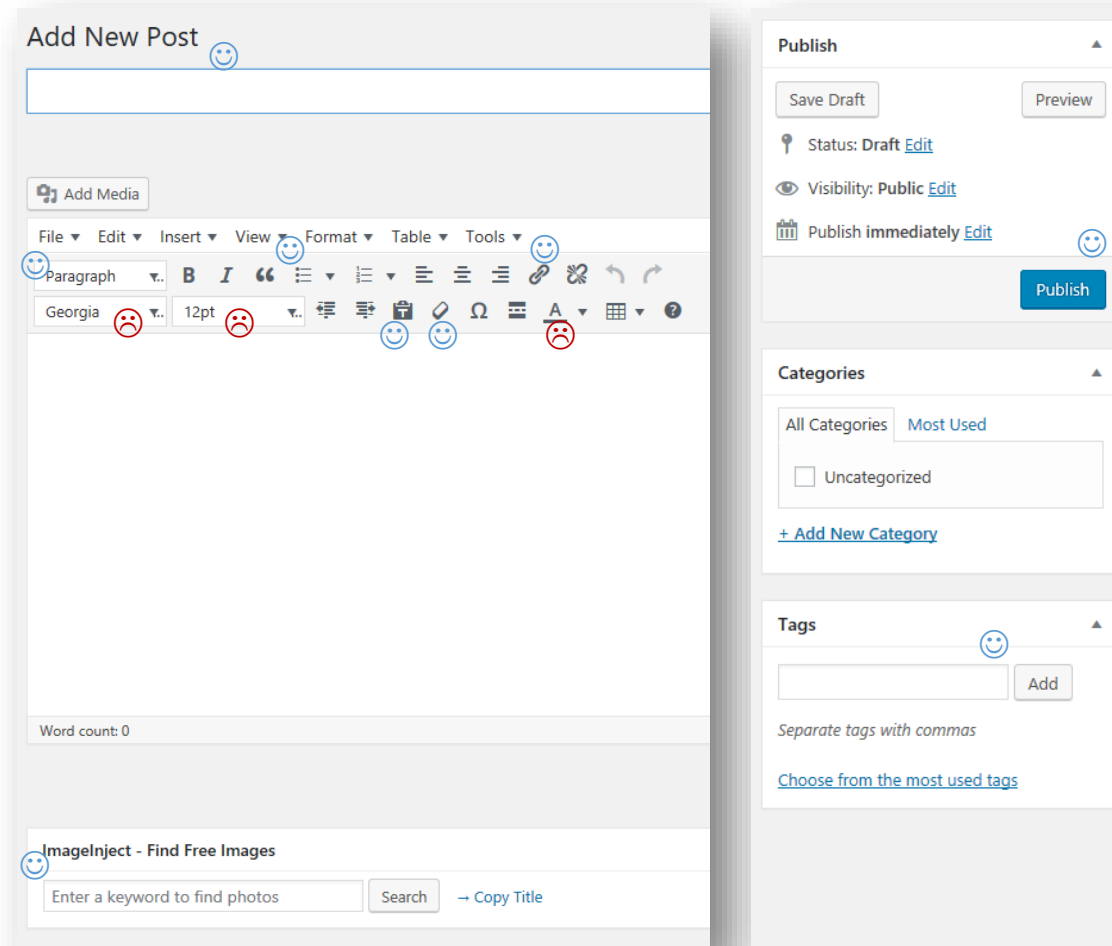 Add New Post
Add Media
File Edit Insert View Format Table Tools
Paragraph B I
Georgia 12pt Ω A
Word count: 0
ImageInject - Find Free Images
Enter a keyword to find photos Search → Copy Title
Publish
Save Draft Preview
Status: Draft Edit
Visibility: Public Edit
Publish immediately Edit
Publish
Categories
All Categories Most Used
Uncategorized
+ Add New Category
Tags
Add
Separate tags with commas
Choose from the most used tags